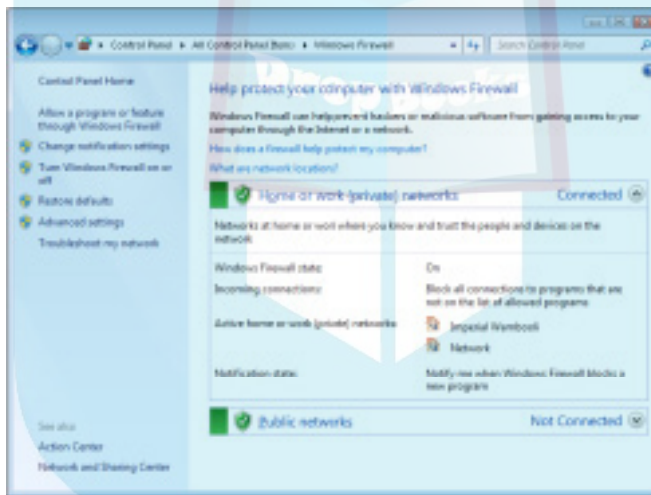 Control Panel ▸ All Control Panel Items ▸ Windows Firewall
Search Control Panel
Control Panel Home
Allow a program or feature
through Windows Firewall
Change notification settings
Turn Windows Firewall on or
off
Restore defaults
Advanced settings
Troubleshoot my network
See also
Action Center
Network and Sharing Center
Drop Books
Help protect your computer with Windows Firewall
Windows Firewall can help prevent hackers or malicious software from gaining access to your
computer through the Internet or a network.
How does a firewall help protect my computer?
What are network locations?
Home or work (private) networks Connected
Networks at home or work where you know and trust the people and devices on the
network
Windows Firewall state: On
Incoming connections: Block all connections to programs that are
not on the list of allowed programs
Active home or work (private) networks: Imperial
Network
Notification state: Notify me when Windows Firewall blocks a
new program
Public networks Not Connected